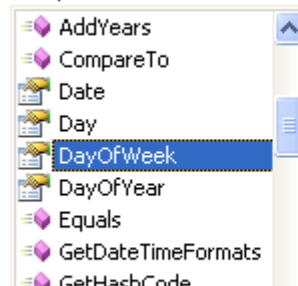 AddYears
CompareTo
Date
Day
DayOfWeek
DayOfYear
Equals
GetDateTimeFormats
GetHashCode